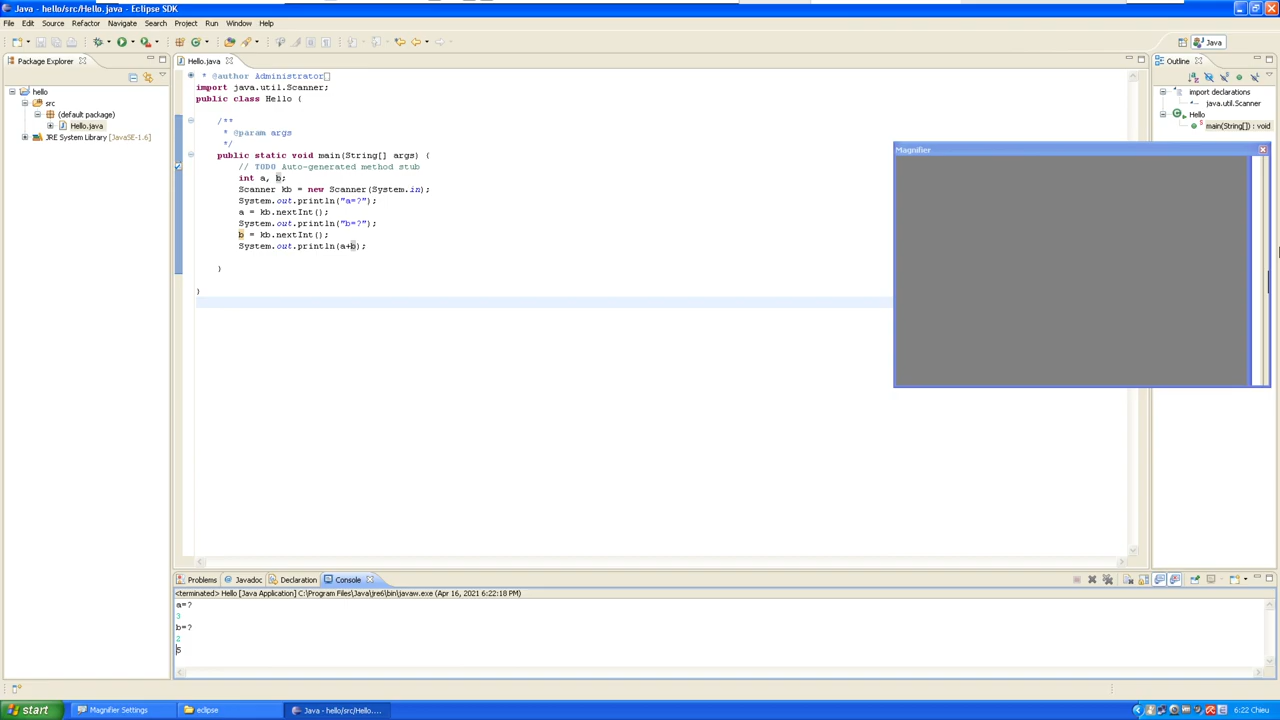 Java - hello/src/Hello.java - Eclipse SDK
File Edit Source Refactor Navigate Search Project Run Window Help
Java
Package Explorer
hello
src
(default package)
Hello.java
JRE System Library [JavaSE-1.6]
Hello.java
* @author Administrator
import java.util.Scanner;
public class Hello {
/**
* @param args
*/
public static void main(String[] args) {
// TODO Auto-generated method stub
int a, b;
Scanner kb = new Scanner(System.in);
System.out.println("a=?");
a = kb.nextInt();
System.out.println("b=?");
b = kb.nextInt();
System.out.println(a+b);
}
}
Outline
import declarations
java.util.Scanner
Hello
main(String[]) : void
Magnifier
Problems Javadoc Declaration Console
<terminated> Hello [Java Application] C:\Program Files\Java\jre6\bin\javaw.exe (Apr 16, 2021 6:22:18 PM)
a=?
3
b=?
2
5
start Magnifier Settings eclipse Java - hello/src/Hello.... 6:22 Chieu